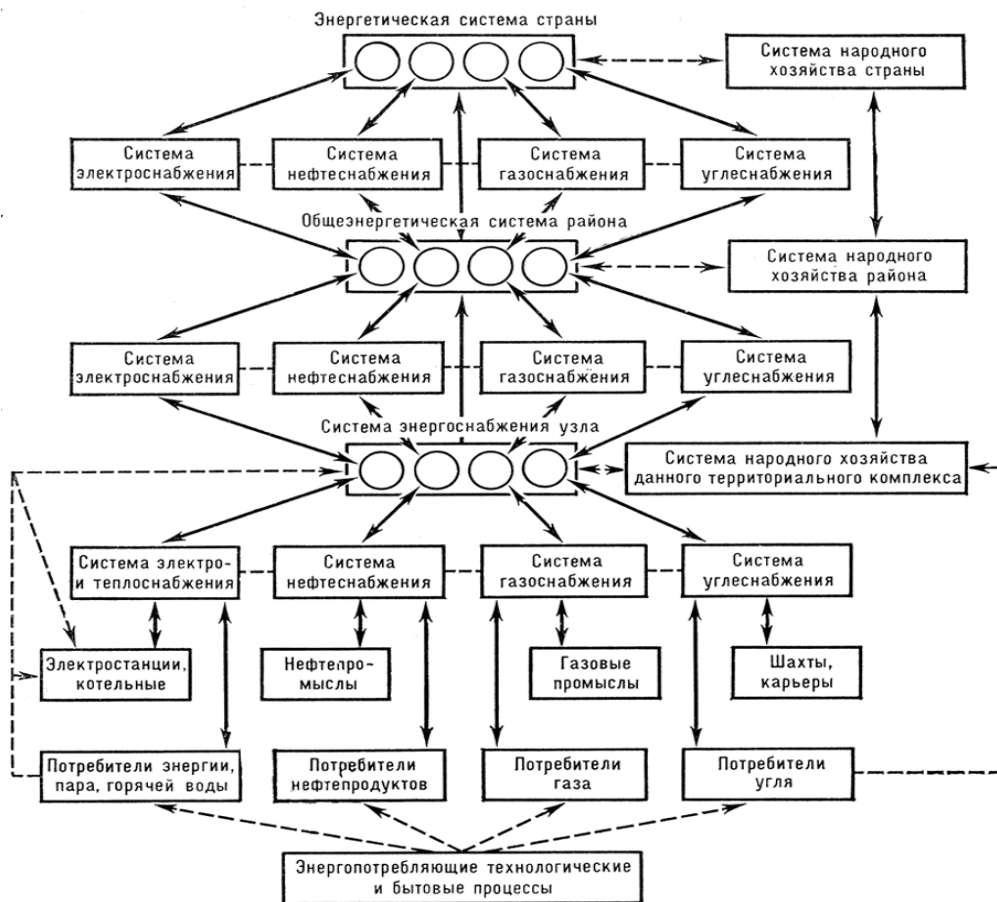 Энергетическая система страны
Система народного
хозяйства страны
Система
электроснабжения
Система
нефтеснабжения
Система
газоснабжения
Система
углеснабжения
Общеэнергетическая система района
Система народного
хозяйства района
Система
электроснабжения
Система
нефтеснабжения
Система
газоснабжения
Система
углеснабжения
Система энергоснабжения узла
Система народного хозяйства
данного территориального комплекса
Система электро-
и теплоснабжения
Система
нефтеснабжения
Система
газоснабжения
Система
углеснабжения
Электростанции,
котельные
Нефтепро-
мыслы
Газовые
промыслы
Шахты,
карьеры
Потребители энергии,
пара, горячей воды
Потребители
нефтепродуктов
Потребители
газа
Потребители
угля
Энергопотребляющие технологические
и бытовые процессы